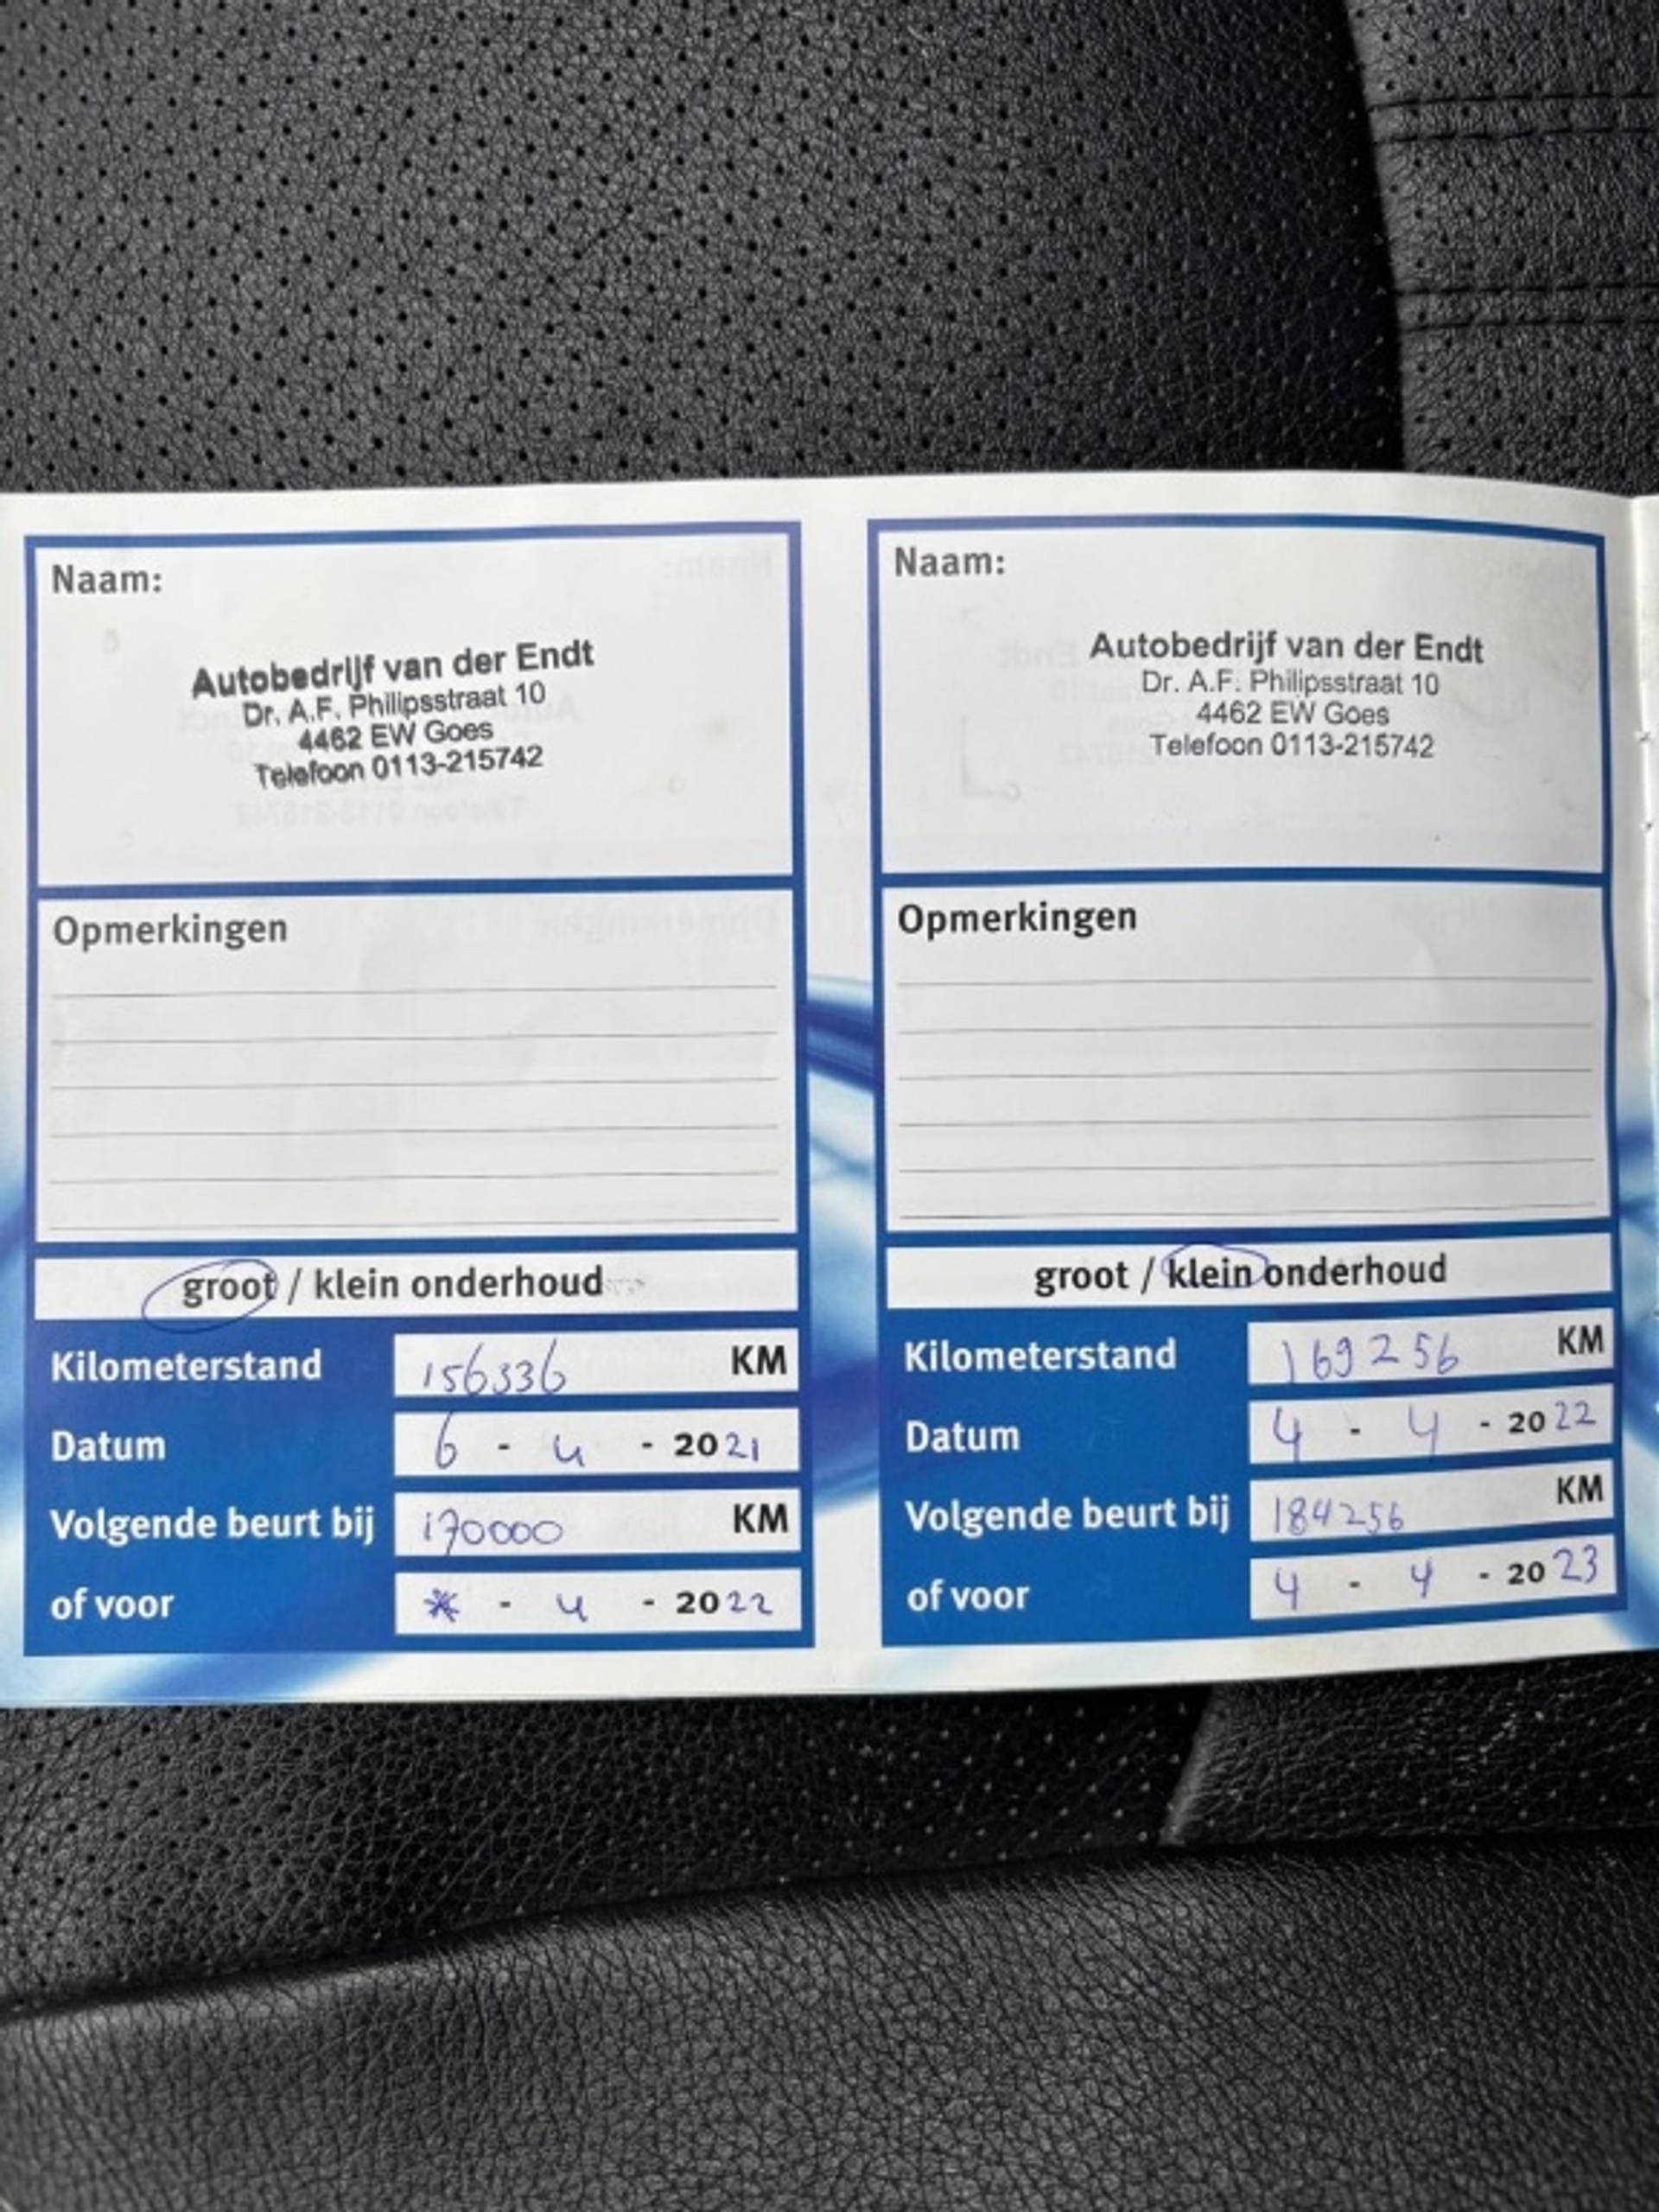 Naam:
Autobedrijf van der Endt
Dr. A.F. Philipsstraat 10
4462 EW Goes
Telefoon 0113-215742
Opmerkingen
groot / klein onderhoud
Kilometerstand 156336 KM
Datum 6 - 4 - 2021
Volgende beurt bij 170000 KM
of voor - 4 - 2022
Naam:
Autobedrijf van der Endt
Dr. A.F. Philipsstraat 10
4462 EW Goes
Telefoon 0113-215742
Opmerkingen
groot / klein onderhoud
Kilometerstand 169256 KM
Datum 4 - 4 - 2022
Volgende beurt bij 184256 KM
of voor 4 - 4 - 2023